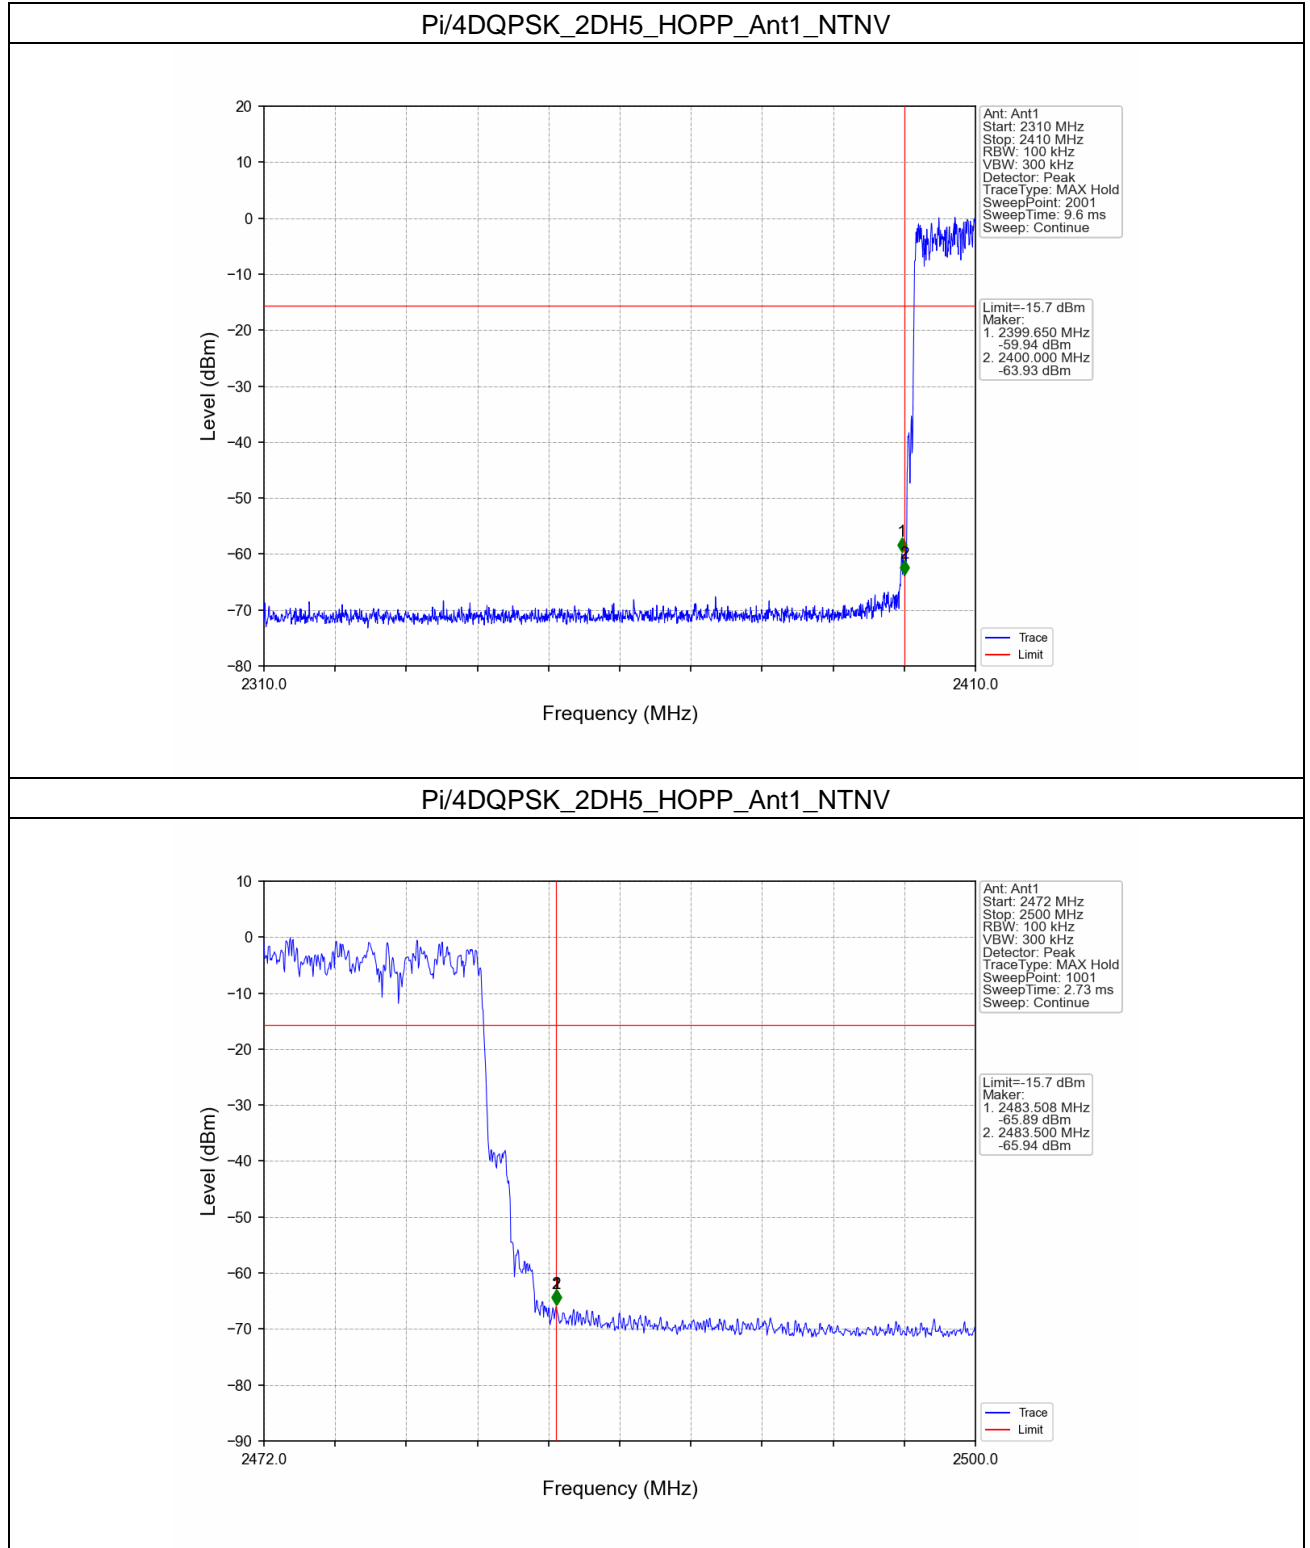 Pi/4DQPSK_2DH5_HOPP_Ant1_NTNV
20
10
0
−10
−20
−30
−40
−50
−60
−70
−80
Level (dBm)
2310.0
2410.0
Frequency (MHz)
1
2
Ant: Ant1
Start: 2310 MHz
Stop: 2410 MHz
RBW: 100 kHz
VBW: 300 kHz
Detector: Peak
TraceType: MAX Hold
SweepPoint: 2001
SweepTime: 9.6 ms
Sweep: Continue
Limit=-15.7 dBm
Maker:
1. 2399.650 MHz
-59.94 dBm
2. 2400.000 MHz
-63.93 dBm
Trace
Limit
Pi/4DQPSK_2DH5_HOPP_Ant1_NTNV
10
0
−10
−20
−30
−40
−50
−60
−70
−80
−90
Level (dBm)
2472.0
2500.0
Frequency (MHz)
2
Ant: Ant1
Start: 2472 MHz
Stop: 2500 MHz
RBW: 100 kHz
VBW: 300 kHz
Detector: Peak
TraceType: MAX Hold
SweepPoint: 1001
SweepTime: 2.73 ms
Sweep: Continue
Limit=-15.7 dBm
Maker:
1. 2483.508 MHz
-65.89 dBm
2. 2483.500 MHz
-65.94 dBm
Trace
Limit